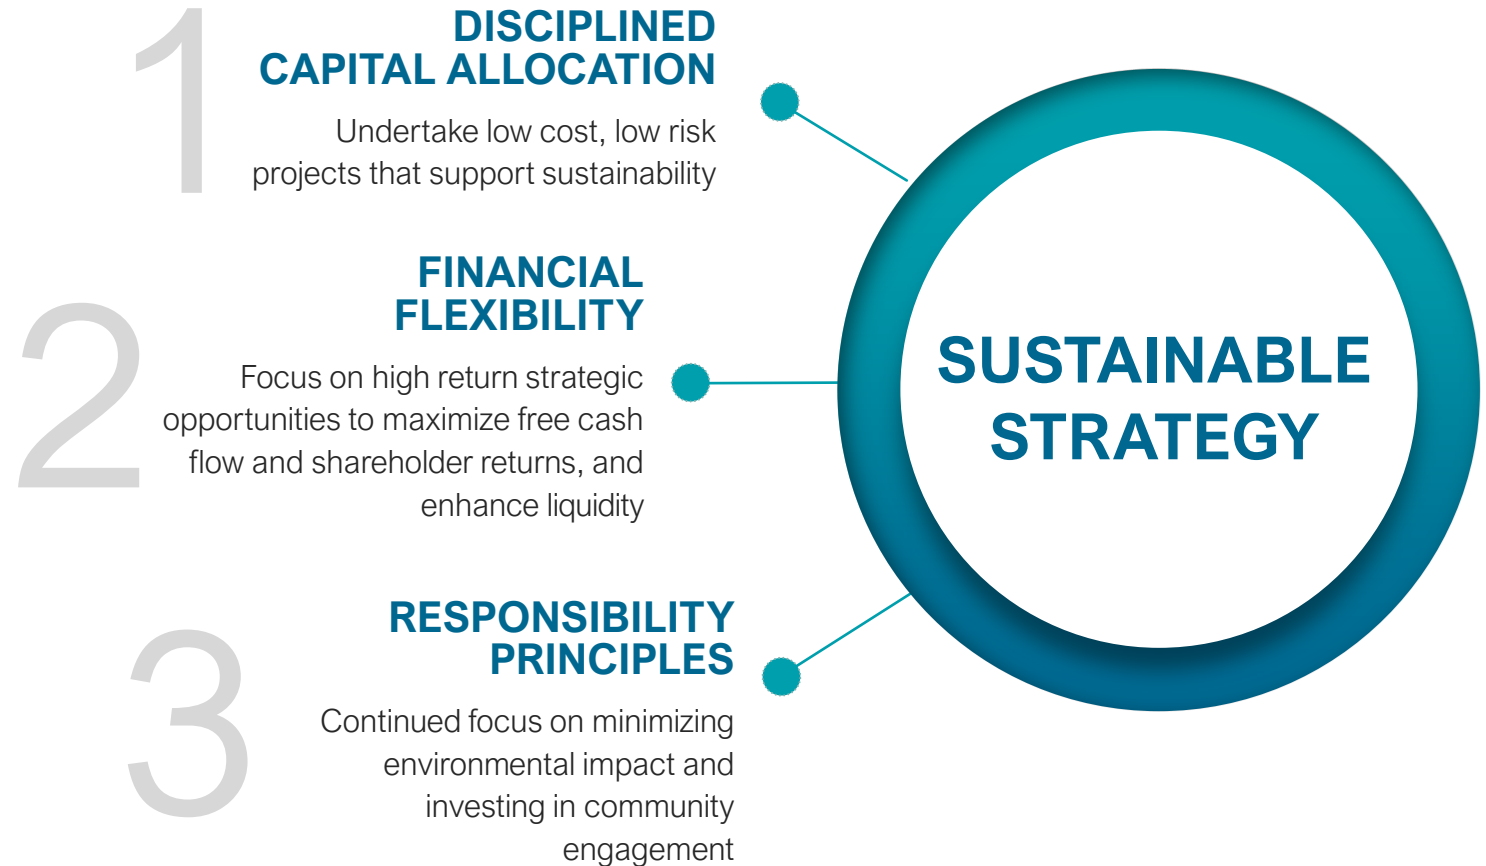 1
DISCIPLINED
CAPITAL ALLOCATION
Undertake low cost, low risk
projects that support sustainability
2
FINANCIAL
FLEXIBILITY
Focus on high return strategic
opportunities to maximize free cash
flow and shareholder returns, and
enhance liquidity
3
RESPONSIBILITY
PRINCIPLES
Continued focus on minimizing
environmental impact and
investing in community
engagement
SUSTAINABLE
STRATEGY